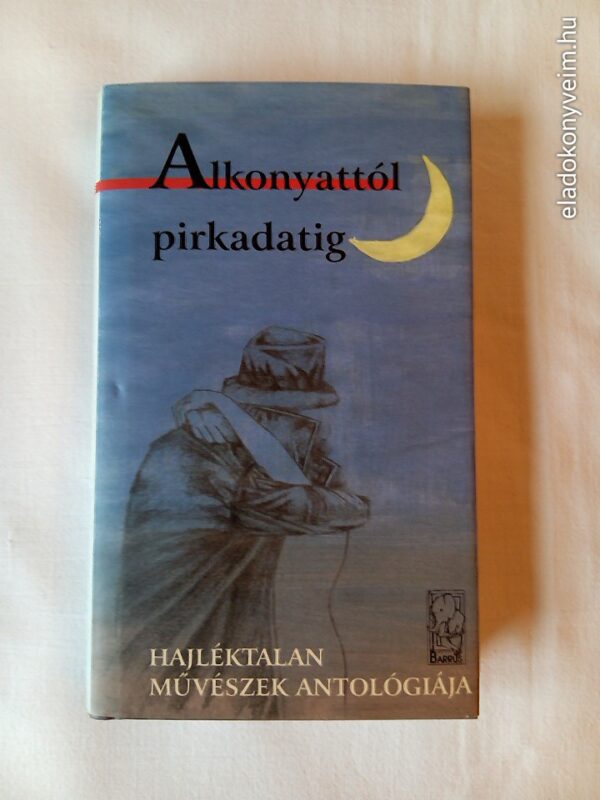 Alkonyattól
pirkadatig
HAJLÉKTALAN
MŰVÉSZEK ANTOLÓGIÁJA
BARRUS
eladokonyveim.hu